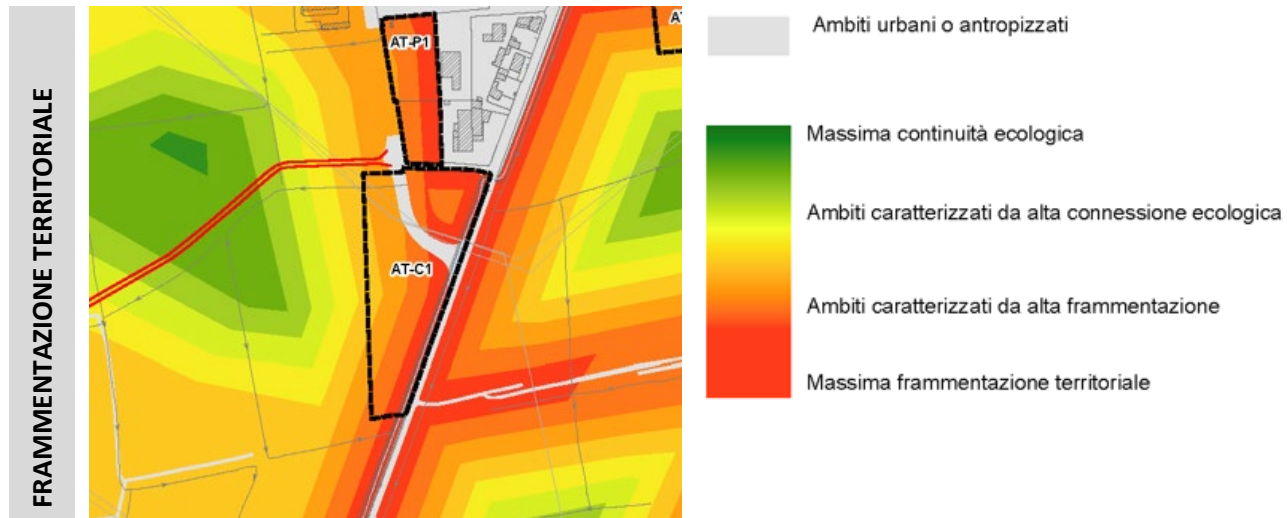 FRAMMENTAZIONE TERRITORIALE
AT-P1
AT-C1
Ambiti urbani o antropizzati
Massima continuità ecologica
Ambiti caratterizzati da alta connessione ecologica
Ambiti caratterizzati da alta frammentazione
Massima frammentazione territoriale